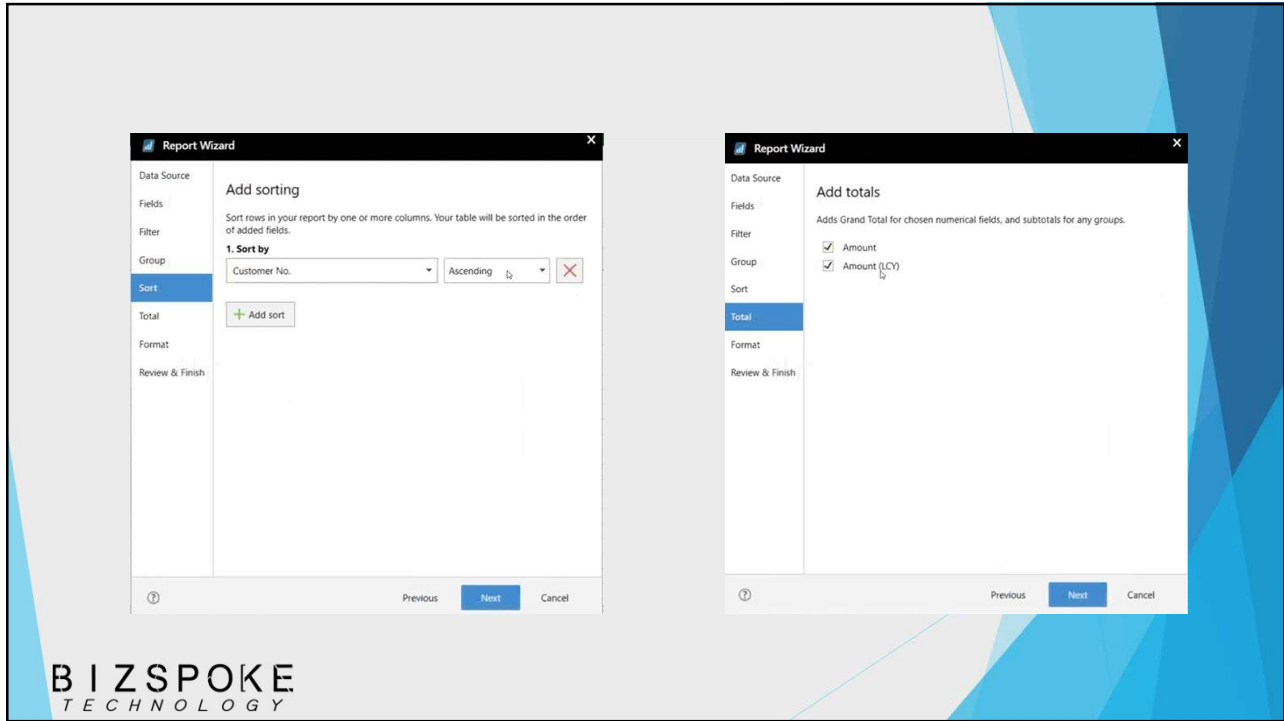 Report Wizard
Data Source
Fields
Filter
Group
Sort
Total
Format
Review & Finish
Add sorting
Sort rows in your report by one or more columns. Your table will be sorted in the order
of added fields.
1. Sort by
Customer No.
Ascending
Add sort
Previous
Next
Cancel
Report Wizard
Data Source
Fields
Filter
Group
Sort
Total
Format
Review & Finish
Add totals
Adds Grand Total for chosen numerical fields, and subtotals for any groups.
Amount
Amount (LCY)
Previous
Next
Cancel
BIZSPOKE
TECHNOLOGY